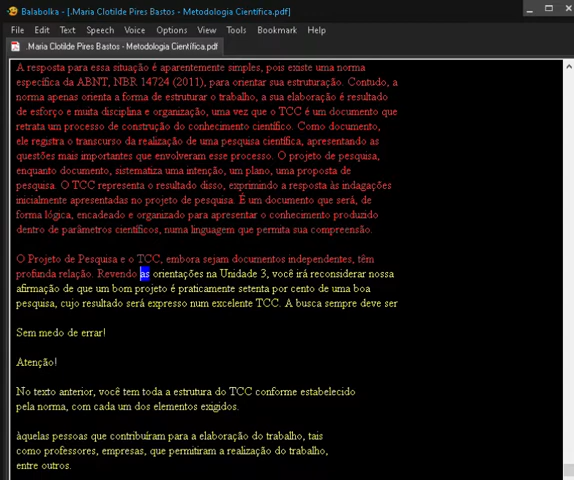 Balabolka - [.Maria Clotilde Pires Bastos - Metodologia Científica.pdf]
File Edit Text Speech Voice Options Tools Bookmark Help
.Maria Clotilde Pires Bastos - Metodologia Científica.pdf
A resposta para essa situação é aparentemente simples, pois existe uma norma
específica da ABNT, NBR 14724 (2011), para orientar sua estruturação. Contudo, a
norma apenas orienta a forma de estruturar o trabalho, a sua elaboração é resultado
de esforço e muita disciplina e organização, uma vez que o TCC é um documento que
retrata um processo de construção do conhecimento científico. Como documento,
ele registra o transcurso da realização de uma pesquisa científica, apresentando as
questões mais importantes que envolveram esse processo. O projeto de pesquisa,
enquanto documento, sistematiza uma intenção, um plano, uma proposta de
pesquisa. O TCC representa o resultado disso, exprimindo a resposta às indagações
inicialmente apresentadas no projeto de pesquisa. É um documento que será, de
forma lógica, encadeado e organizado para apresentar o conhecimento produzido
dentro de parâmetros científicos, numa linguagem que permita sua compreensão.
O Projeto de Pesquisa e o TCC, embora sejam documentos independentes, têm
profunda relação. Revendo as orientações na Unidade 3, você irá reconsiderar nossa
afirmação de que um bom projeto é praticamente setenta por cento de uma boa
pesquisa, cujo resultado será expresso num excelente TCC. A busca sempre deve ser
Sem medo de errar!
Atenção!
No texto anterior, você tem toda a estrutura do TCC conforme estabelecido
pela norma, com cada um dos elementos exigidos.
àquelas pessoas que contribuíram para a elaboração do trabalho, tais
como professores, empresas, que permitiram a realização do trabalho,
entre outros.